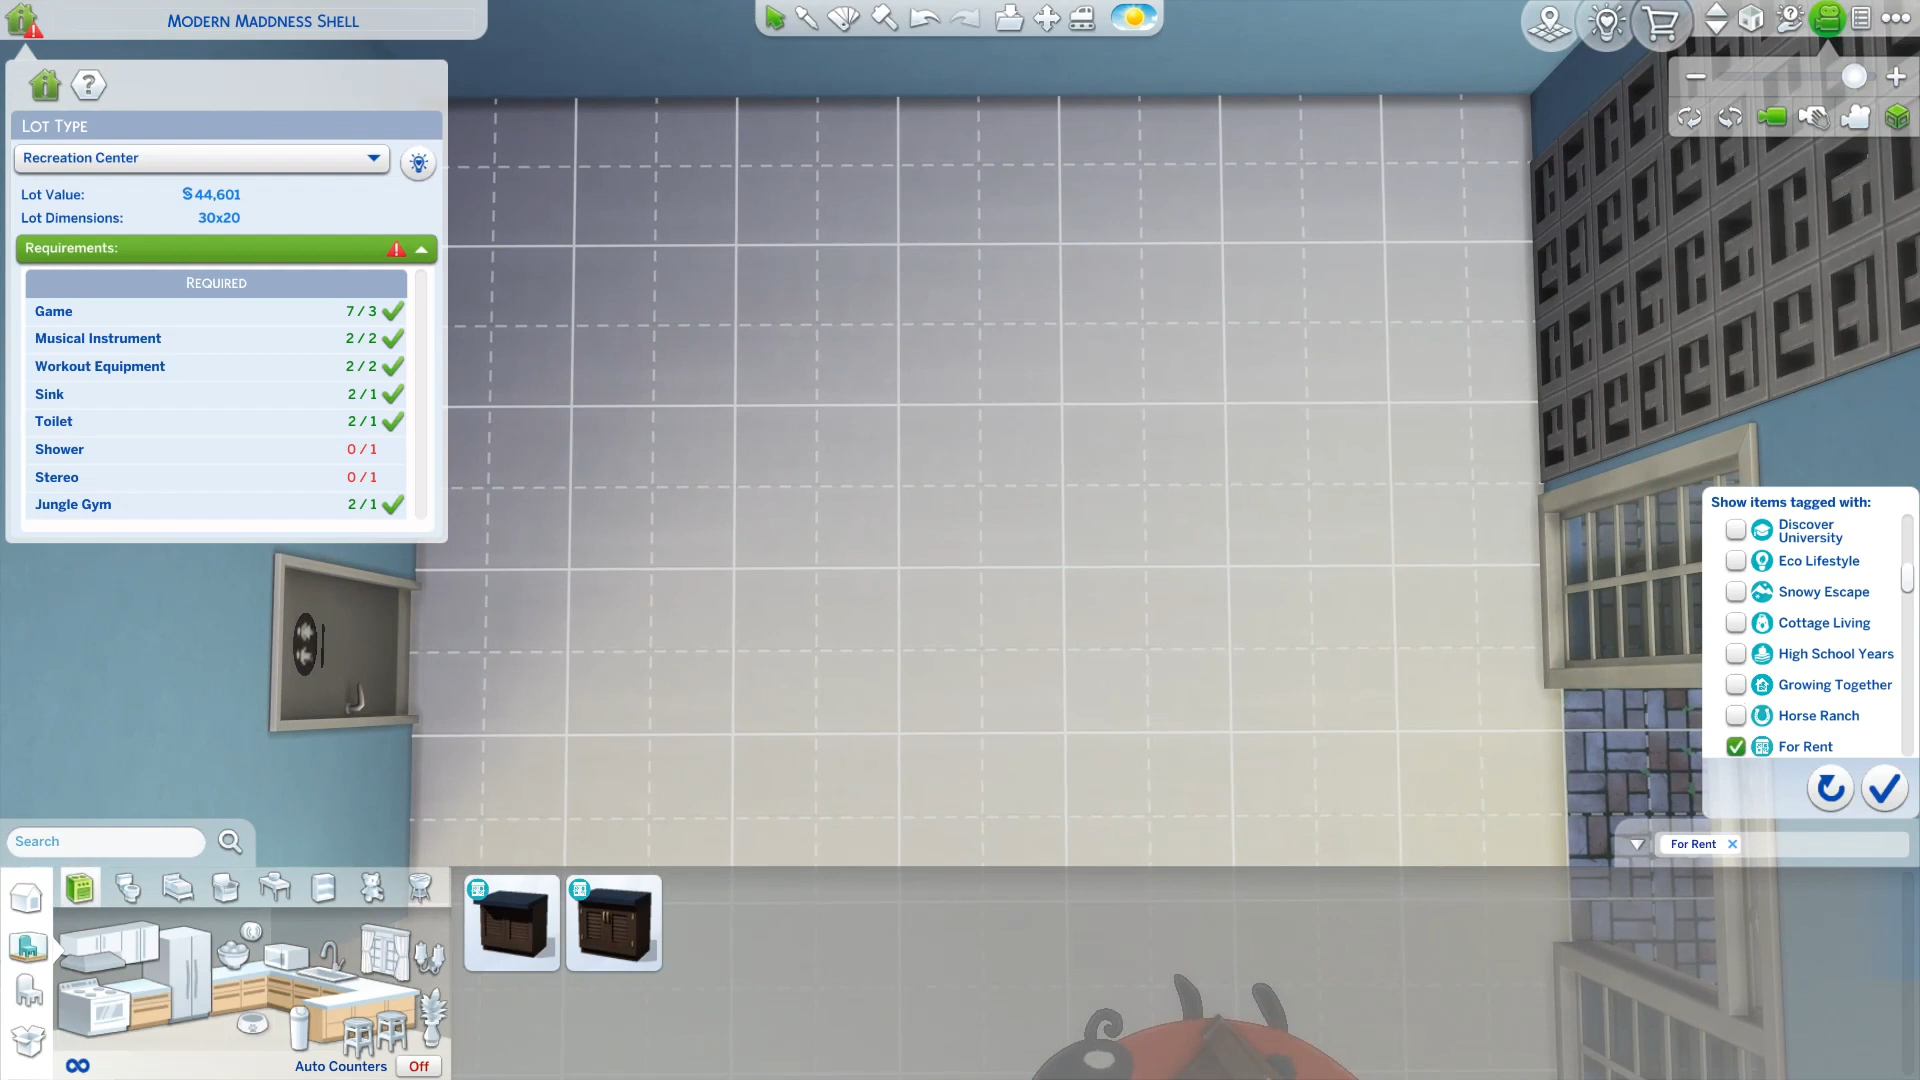 Modern Maddness Shell
Lot Type
Recreation Center
Lot Value: §44,601
Lot Dimensions: 30x20
Requirements:
Required
Game 7 / 3
Musical Instrument 2 / 2
Workout Equipment 2 / 2
Sink 2 / 1
Toilet 2 / 1
Shower 0 / 1
Stereo 0 / 1
Jungle Gym 2 / 1
Show items tagged with:
Discover
University
Eco Lifestyle
Snowy Escape
Cottage Living
High School Years
Growing Together
Horse Ranch
For Rent
Search
For Rent
Auto Counters Off